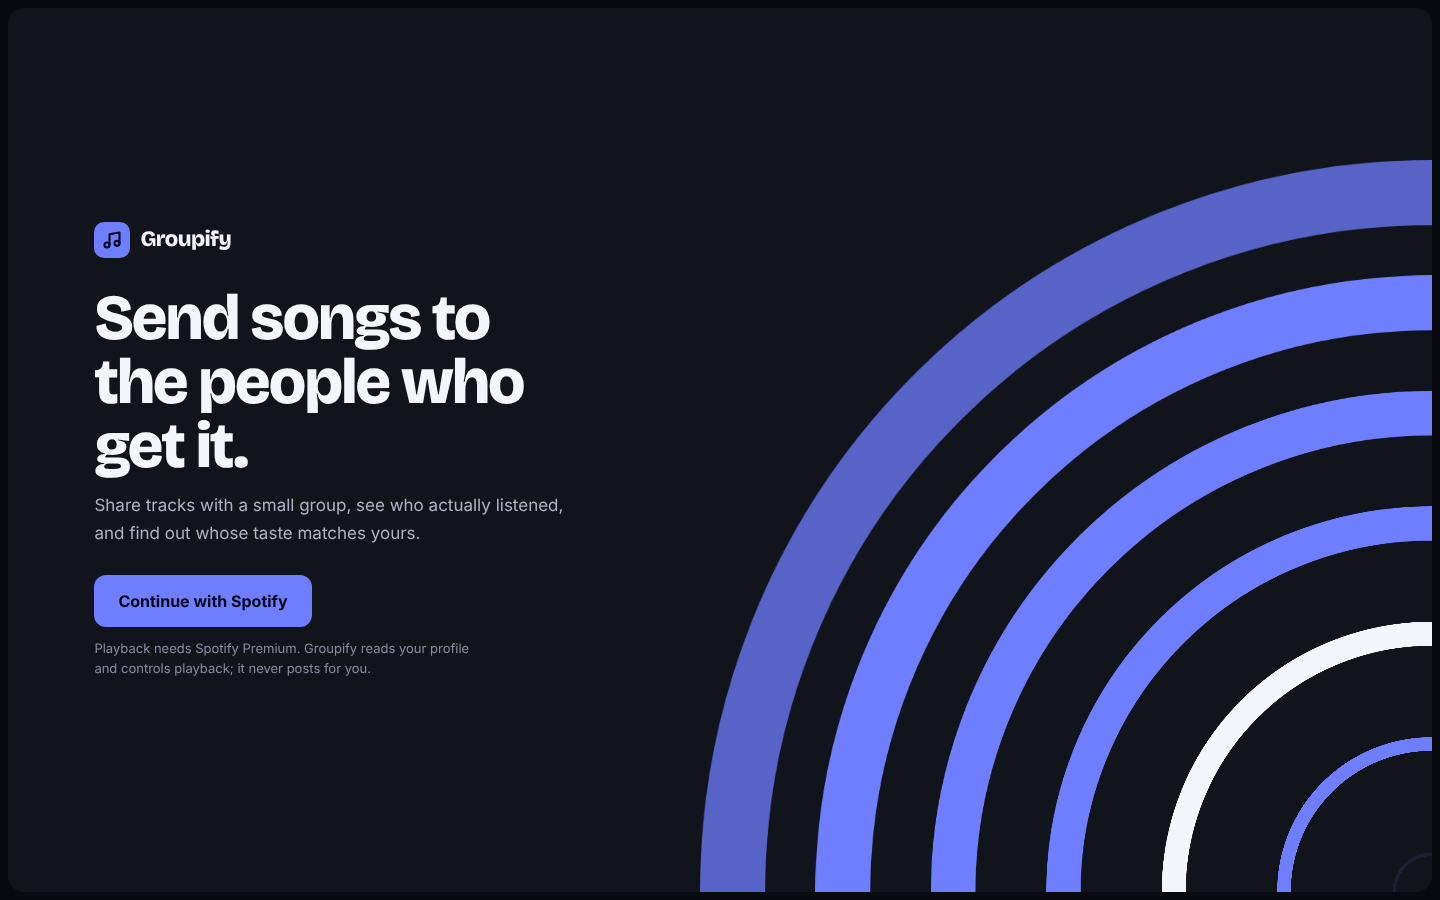 Groupify
Send songs to
the people who
get it.
Share tracks with a small group, see who actually listened,
and find out whose taste matches yours.
Continue with Spotify
Playback needs Spotify Premium. Groupify reads your profile
and controls playback; it never posts for you.